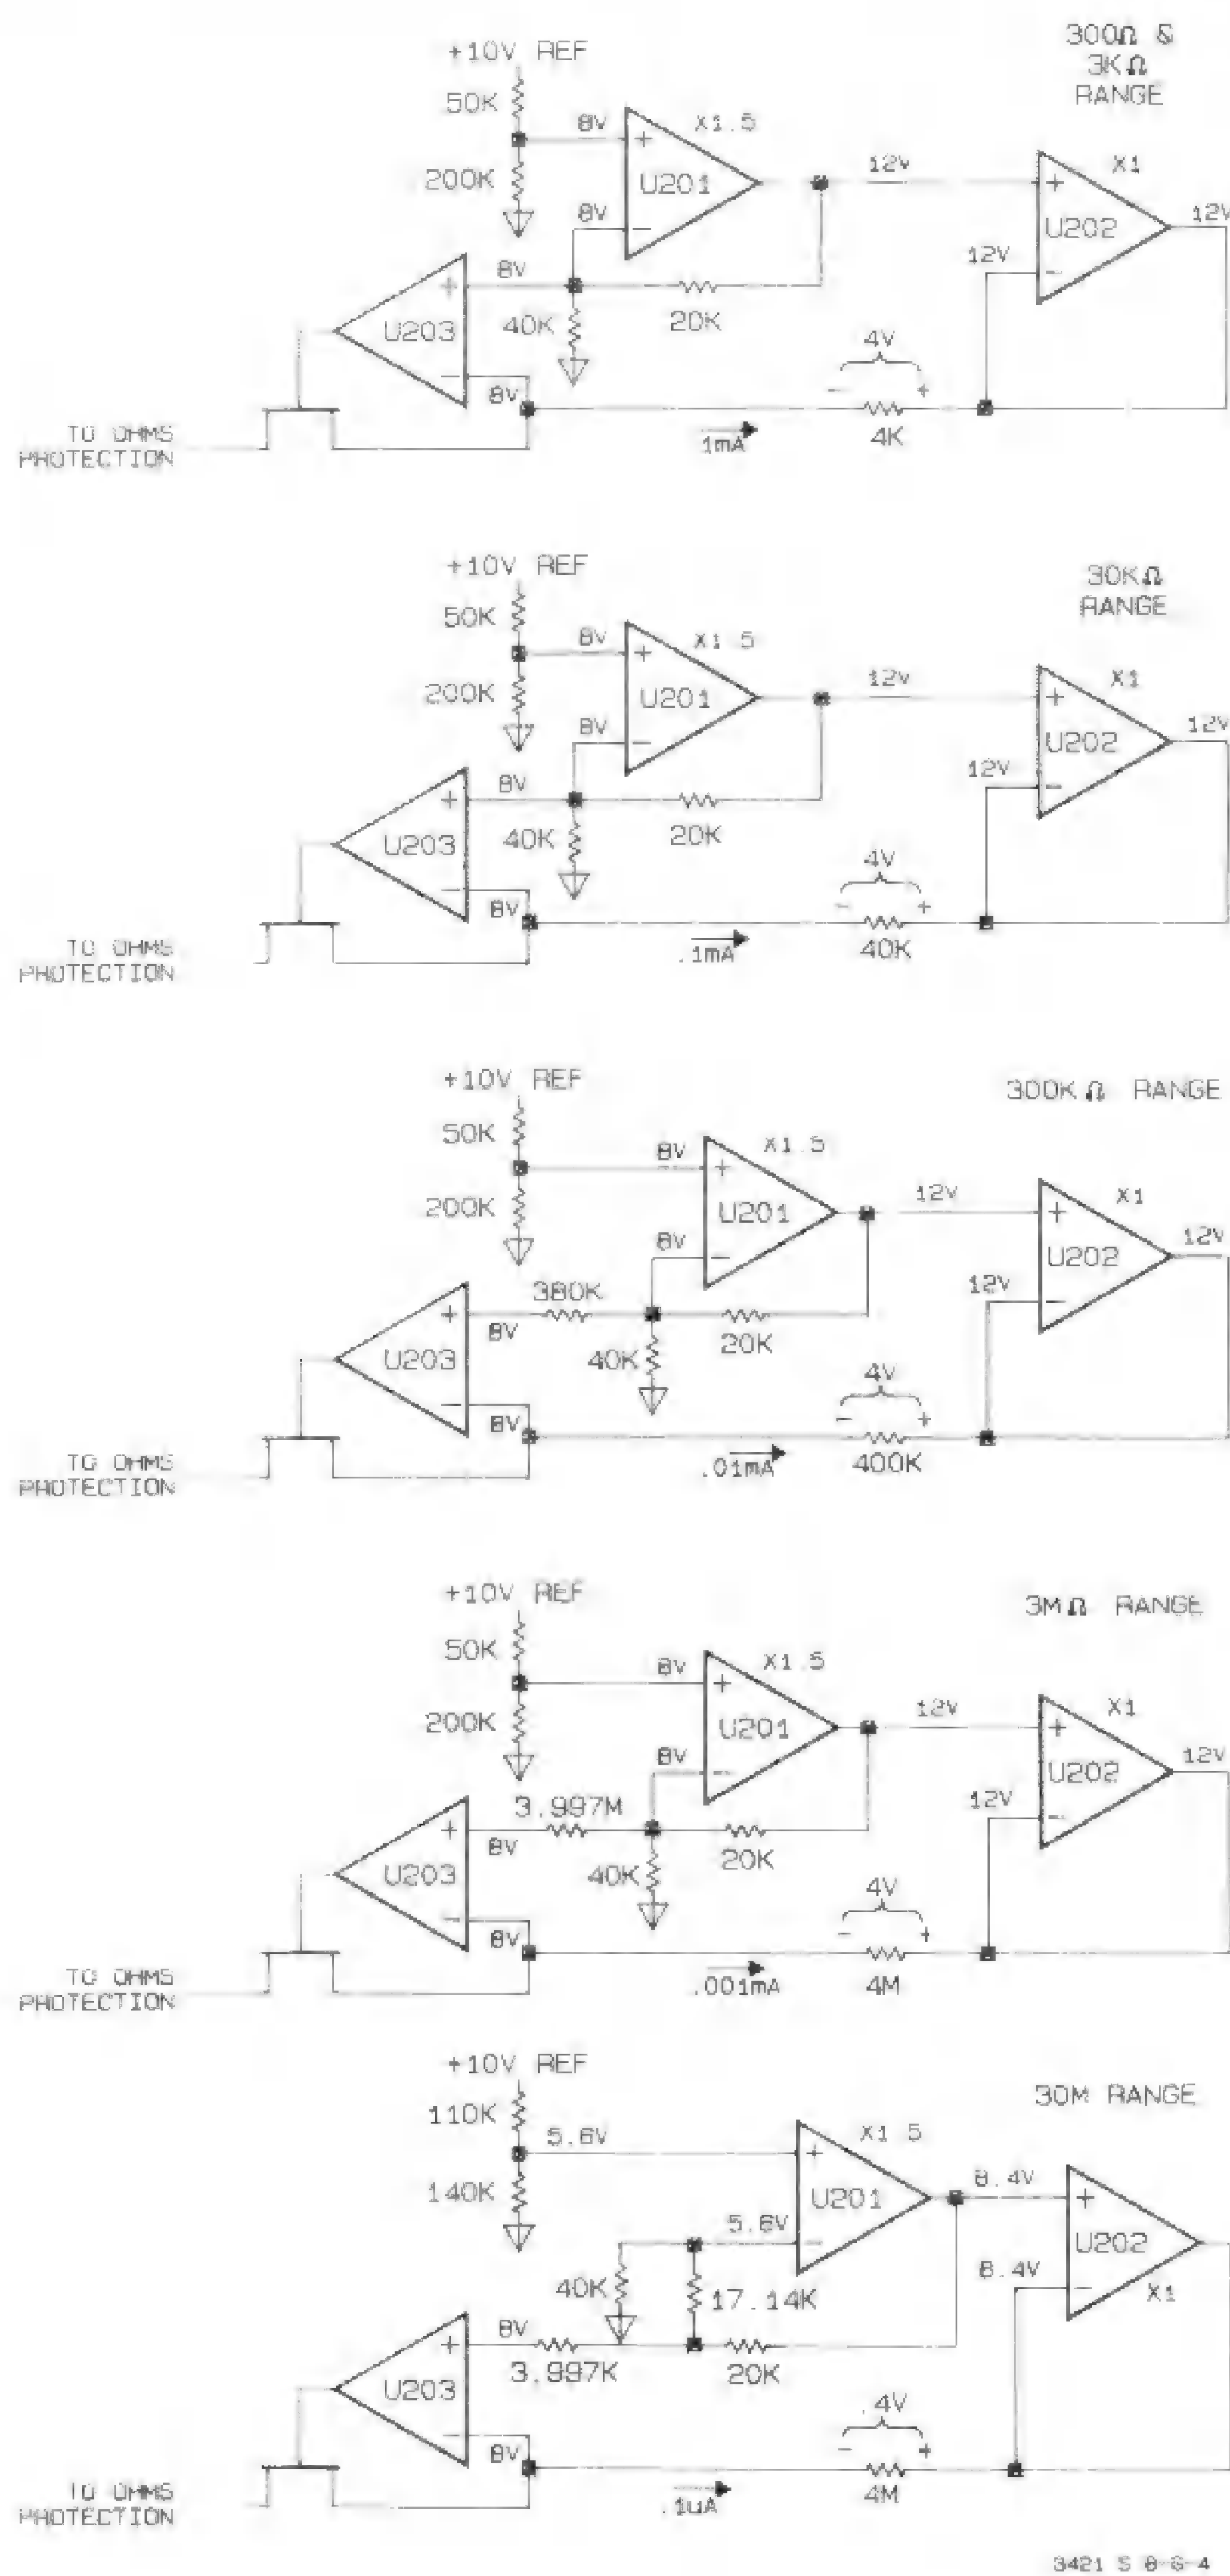 300Ω &
3KΩ
RANGE
+10V REF
50K
200K
8V
X1.5
+
U201
8V
-
12V
X1
+
U202
12V
12V
-
8V
+
U203
-
8V
40K
20K
4V
- +
4K
1mA
TO OHMS
PROTECTION
30KΩ
RANGE
+10V REF
50K
200K
8V
X1.5
+
U201
8V
-
12V
X1
+
U202
12V
12V
-
8V
+
U203
-
8V
40K
20K
4V
- +
40K
.1mA
TO OHMS
PROTECTION
300KΩ RANGE
+10V REF
50K
200K
8V
X1.5
+
U201
8V
-
12V
X1
+
U202
12V
12V
-
380K
8V
+
U203
-
8V
40K
20K
4V
- +
400K
.01mA
TO OHMS
PROTECTION
3MΩ RANGE
+10V REF
50K
200K
8V
X1.5
+
U201
8V
-
12V
X1
+
U202
12V
12V
-
3.997M
8V
+
U203
-
8V
40K
20K
4V
- +
4M
.001mA
TO OHMS
PROTECTION
30M RANGE
+10V REF
110K
140K
5.6V
X1.5
+
U201
5.6V
-
8.4V
+
U202
8.4V
-
X1
40K
17.14K
8V
3.997K
20K
+
U203
-
8V
.4V
- +
4M
.1uA
TO OHMS
PROTECTION